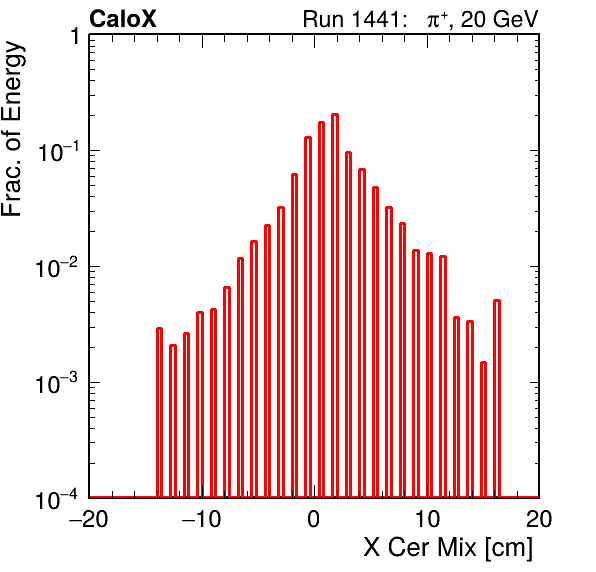 CaloX
Run 1441: π⁺, 20 GeV
Frac. of Energy
1
10⁻¹
10⁻²
10⁻³
10⁻⁴
−20
−10
0
10
20
X Cer Mix [cm]